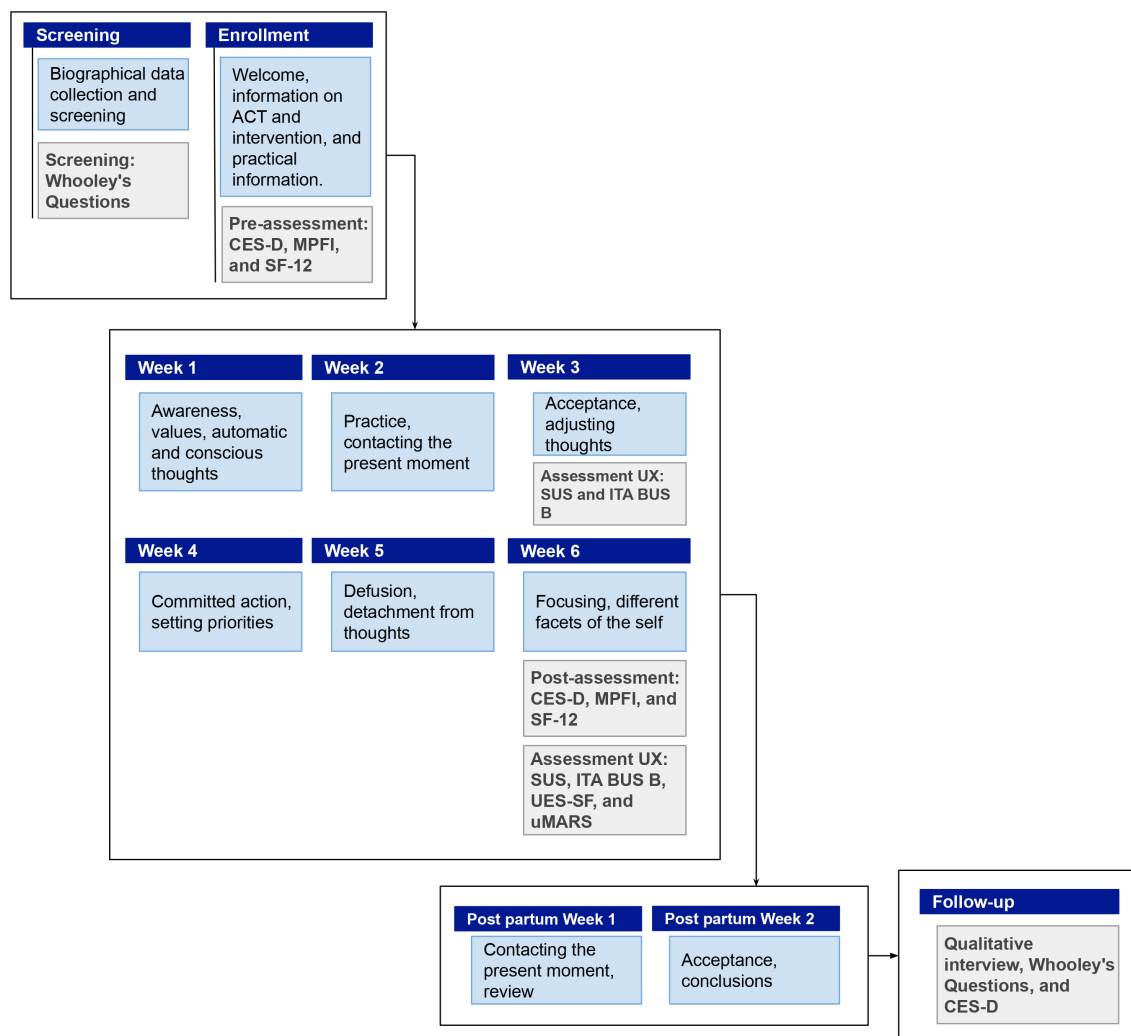 Screening
Biographical data
collection and
screening
Screening:
Whooley's
Questions
Enrollment
Welcome,
information on
ACT and
intervention, and
practical
information.
Pre-assessment:
CES-D, MPFI,
and SF-12
Week 1
Awareness,
values, automatic
and conscious
thoughts
Week 2
Practice,
contacting the
present moment
Week 3
Acceptance,
adjusting
thoughts
Assessment UX:
SUS and ITA BUS
B
Week 4
Committed action,
setting priorities
Week 5
Defusion,
detachment from
thoughts
Week 6
Focusing, different
facets of the self
Post-assessment:
CES-D, MPFI, and
SF-12
Assessment UX:
SUS, ITA BUS B,
UES-SF, and
uMARS
Post partum Week 1
Contacting the
present moment,
review
Post partum Week 2
Acceptance,
conclusions
Follow-up
Qualitative
interview, Whooley's
Questions, and
CES-D